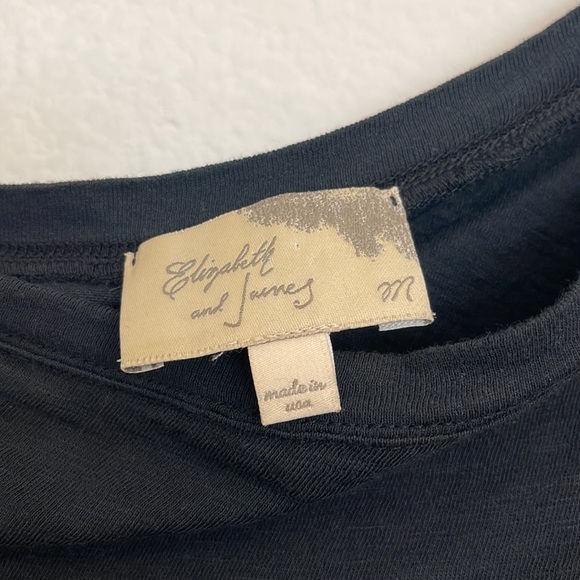 Elizabeth
and James
M
made in
usa